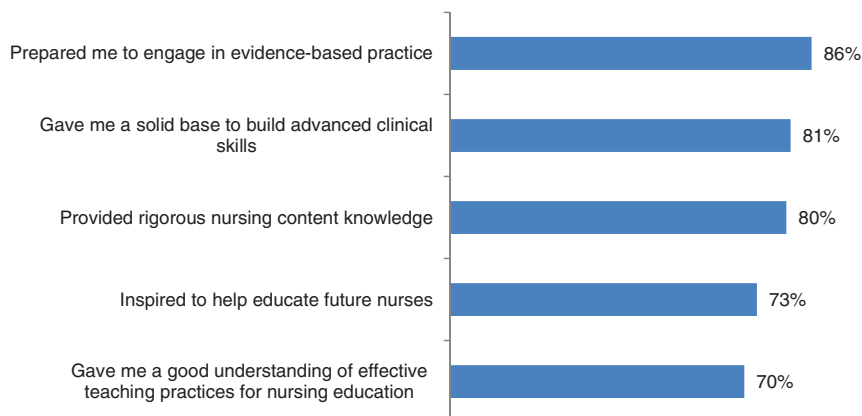 Prepared me to engage in evidence-based practice
86%
Gave me a solid base to build advanced clinical
skills
81%
Provided rigorous nursing content knowledge
80%
Inspired to help educate future nurses
73%
Gave me a good understanding of effective
teaching practices for nursing education
70%